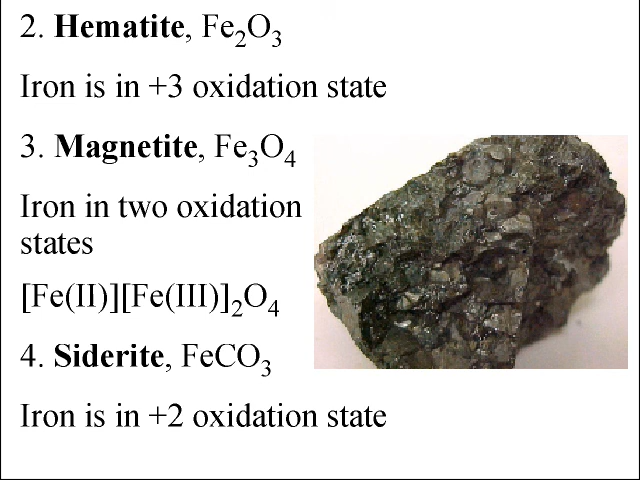 2. Hematite, Fe₂O₃
Iron is in +3 oxidation state
3. Magnetite, Fe₃O₄
Iron in two oxidation
states
[Fe(II)][Fe(III)]₂O₄
4. Siderite, FeCO₃
Iron is in +2 oxidation state